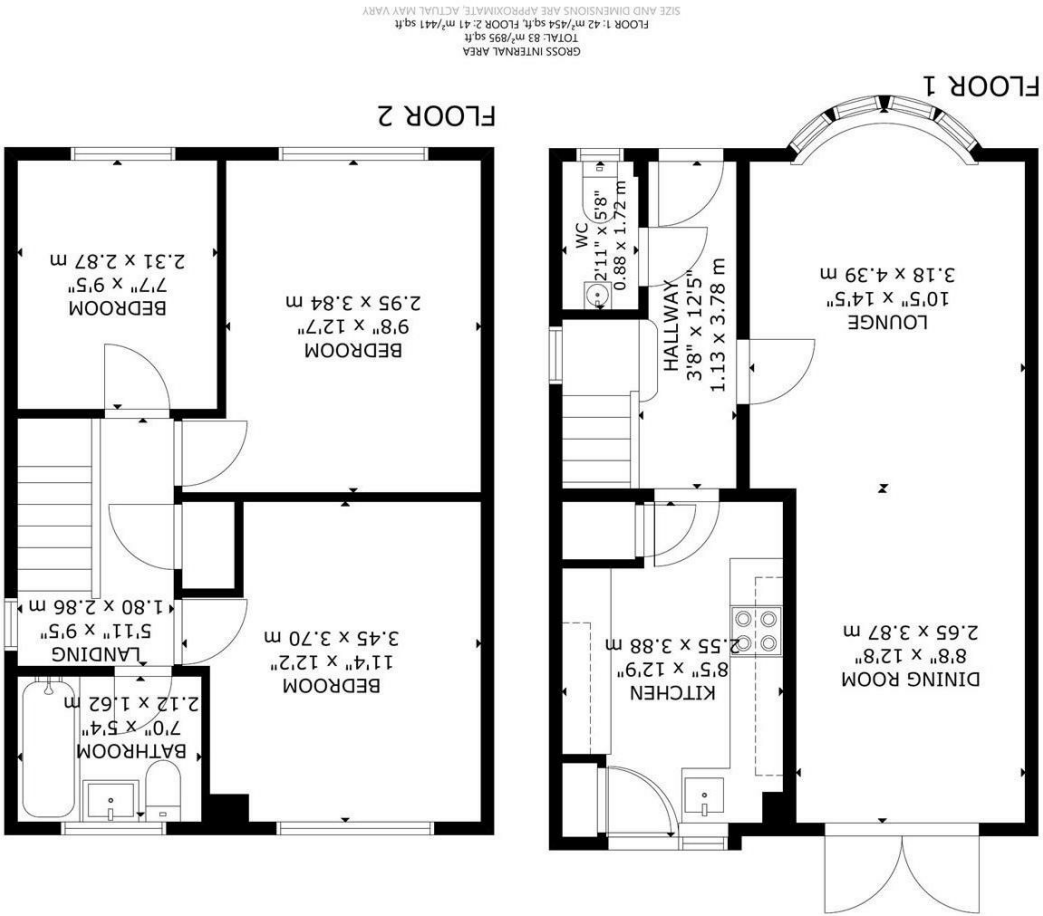 FLOOR 1
DINING ROOM
8'8" x 12'8"
2.65 x 3.87 m
KITCHEN
8'5" x 12'9"
2.55 x 3.88 m
LOUNGE
10'5" x 14'5"
3.18 x 4.39 m
HALLWAY
3'8" x 12'5"
1.13 x 3.78 m
WC
2'11" x 5'8"
0.88 x 1.72 m
FLOOR 2
BEDROOM
11'4" x 12'2"
3.45 x 3.70 m
BATHROOM
7'0" x 5'4"
2.12 x 1.62 m
LANDING
5'11" x 9'5"
1.80 x 2.86 m
BEDROOM
9'8" x 12'7"
2.95 x 3.84 m
BEDROOM
7'7" x 9'5"
2.31 x 2.87 m
GROSS INTERNAL AREA
TOTAL: 83 m²/895 sq.ft
FLOOR 1: 42 m²/454 sq.ft, FLOOR 2: 41 m²/441 sq.ft
SIZE AND DIMENSIONS ARE APPROXIMATE, ACTUAL MAY VARY